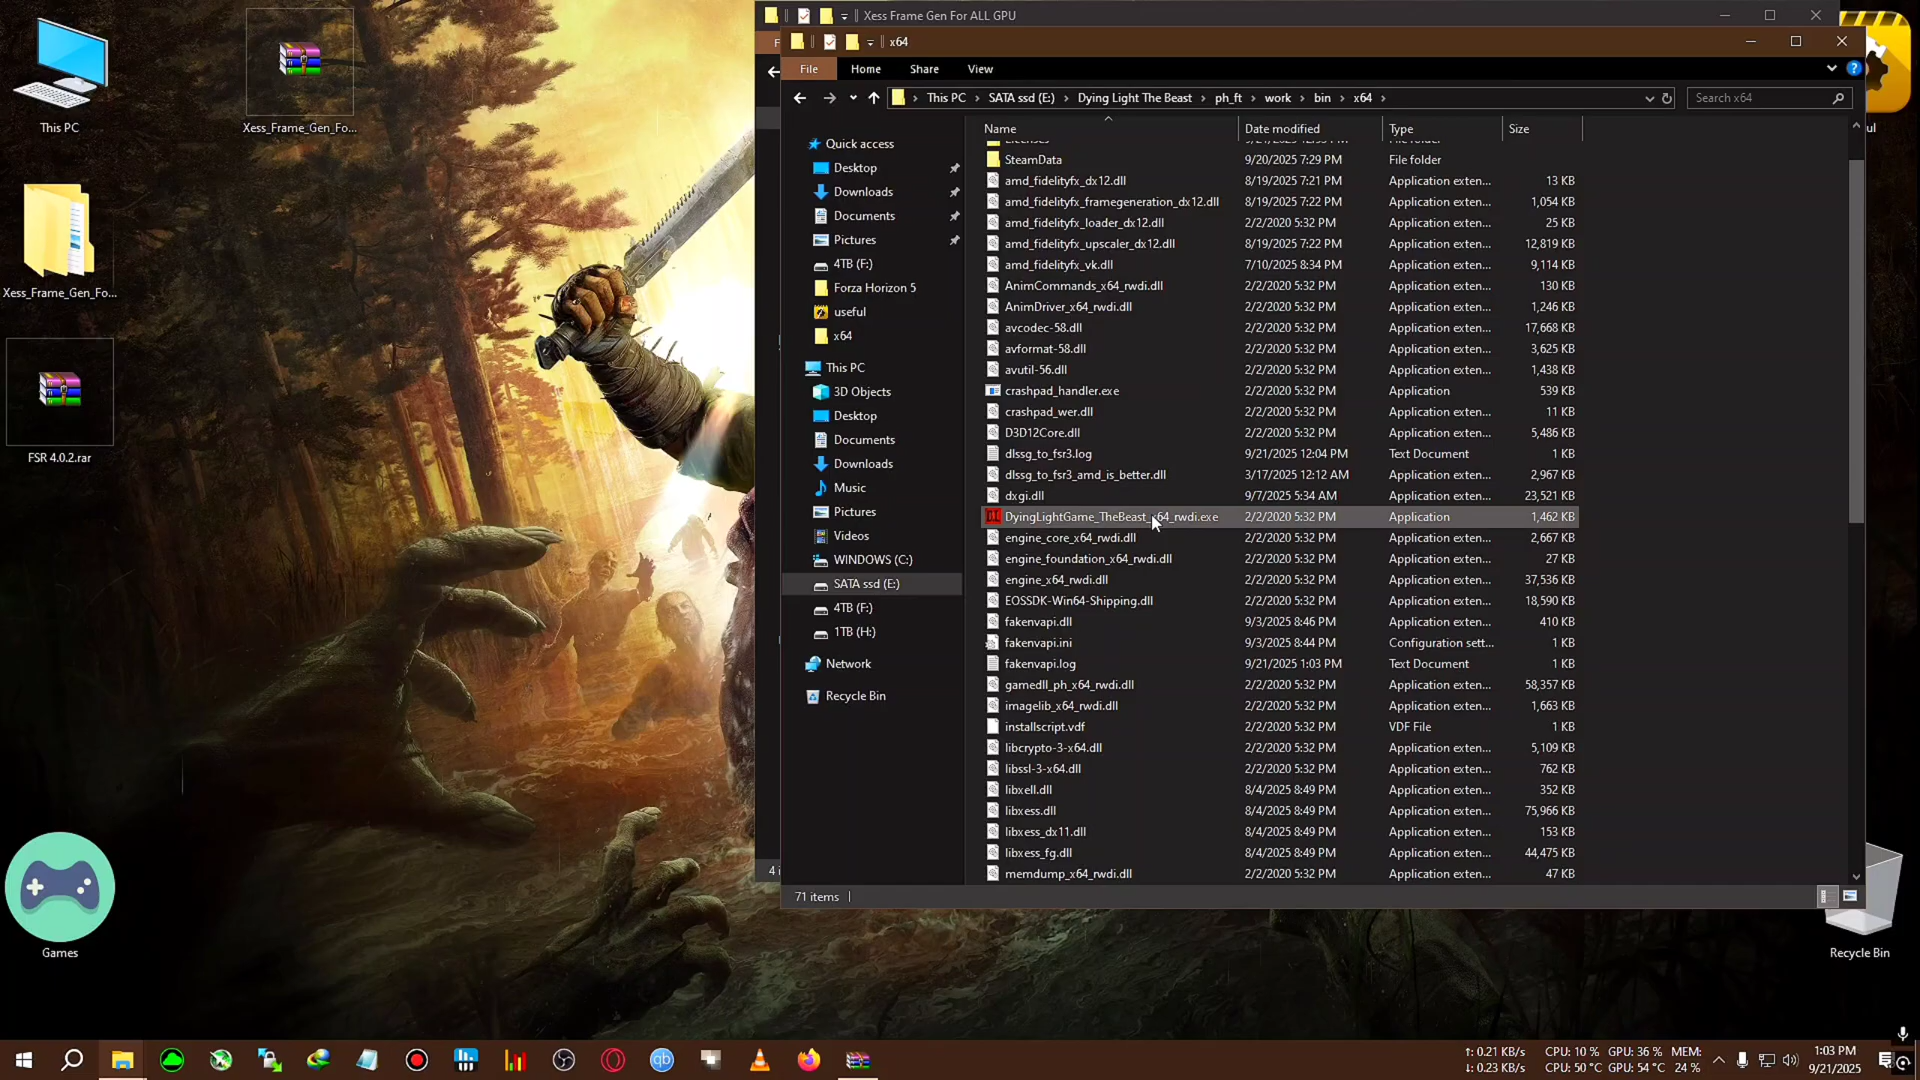 This PC
Xess_Frame_Gen_Fo...
Xess_Frame_Gen_Fo...
FSR 4.0.2.rar
Games
Xess Frame Gen For ALL GPU
x64
File
Home
Share
View
This PC > SATA ssd (E:) > Dying Light The Beast > ph_ft > work > bin > x64 >
Search x64
ul
Name
Date modified
Type
Size
Quick access
Desktop
Downloads
Documents
Pictures
4TB (F:)
Forza Horizon 5
useful
x64
This PC
3D Objects
Desktop
Documents
Downloads
Music
Pictures
Videos
WINDOWS (C:)
SATA ssd (E:)
4TB (F:)
1TB (H:)
Network
Recycle Bin
SteamData 9/20/2025 7:29 PM File folder
amd_fidelityfx_dx12.dll 8/19/2025 7:21 PM Application exten... 13 KB
amd_fidelityfx_framegeneration_dx12.dll 8/19/2025 7:22 PM Application exten... 1,054 KB
amd_fidelityfx_loader_dx12.dll 2/2/2020 5:32 PM Application exten... 25 KB
amd_fidelityfx_upscaler_dx12.dll 8/19/2025 7:22 PM Application exten... 12,819 KB
amd_fidelityfx_vk.dll 7/10/2025 8:34 PM Application exten... 9,114 KB
AnimCommands_x64_rwdi.dll 2/2/2020 5:32 PM Application exten... 130 KB
AnimDriver_x64_rwdi.dll 2/2/2020 5:32 PM Application exten... 1,246 KB
avcodec-58.dll 2/2/2020 5:32 PM Application exten... 17,668 KB
avformat-58.dll 2/2/2020 5:32 PM Application exten... 3,625 KB
avutil-56.dll 2/2/2020 5:32 PM Application exten... 1,438 KB
crashpad_handler.exe 2/2/2020 5:32 PM Application 539 KB
crashpad_wer.dll 2/2/2020 5:32 PM Application exten... 11 KB
D3D12Core.dll 2/2/2020 5:32 PM Application exten... 5,486 KB
dlssg_to_fsr3.log 9/21/2025 12:04 PM Text Document 1 KB
dlssg_to_fsr3_amd_is_better.dll 3/17/2025 12:12 AM Application exten... 2,967 KB
dxgi.dll 9/7/2025 5:34 AM Application exten... 23,521 KB
DyingLightGame_TheBeast_x64_rwdi.exe 2/2/2020 5:32 PM Application 1,462 KB
engine_core_x64_rwdi.dll 2/2/2020 5:32 PM Application exten... 2,667 KB
engine_foundation_x64_rwdi.dll 2/2/2020 5:32 PM Application exten... 27 KB
engine_x64_rwdi.dll 2/2/2020 5:32 PM Application exten... 37,536 KB
EOSSDK-Win64-Shipping.dll 2/2/2020 5:32 PM Application exten... 18,590 KB
fakenvapi.dll 9/3/2025 8:46 PM Application exten... 410 KB
fakenvapi.ini 9/3/2025 8:44 PM Configuration sett... 1 KB
fakenvapi.log 9/21/2025 1:03 PM Text Document 1 KB
gamedll_ph_x64_rwdi.dll 2/2/2020 5:32 PM Application exten... 58,357 KB
imagelib_x64_rwdi.dll 2/2/2020 5:32 PM Application exten... 1,663 KB
installscript.vdf 2/2/2020 5:32 PM VDF File 1 KB
libcrypto-3-x64.dll 2/2/2020 5:32 PM Application exten... 5,109 KB
libssl-3-x64.dll 2/2/2020 5:32 PM Application exten... 762 KB
libxell.dll 8/4/2025 8:49 PM Application exten... 352 KB
libxess.dll 8/4/2025 8:49 PM Application exten... 75,966 KB
libxess_dx11.dll 8/4/2025 8:49 PM Application exten... 153 KB
libxess_fg.dll 8/4/2025 8:49 PM Application exten... 44,475 KB
memdump_x64_rwdi.dll 2/2/2020 5:32 PM Application exten... 47 KB
4 i
71 items
Recycle Bin
↑: 0.21 KB/s CPU: 10 % GPU: 36 % MEM:
↓: 0.23 KB/s CPU: 50 °C GPU: 54 °C 24 %
1:03 PM
9/21/2025